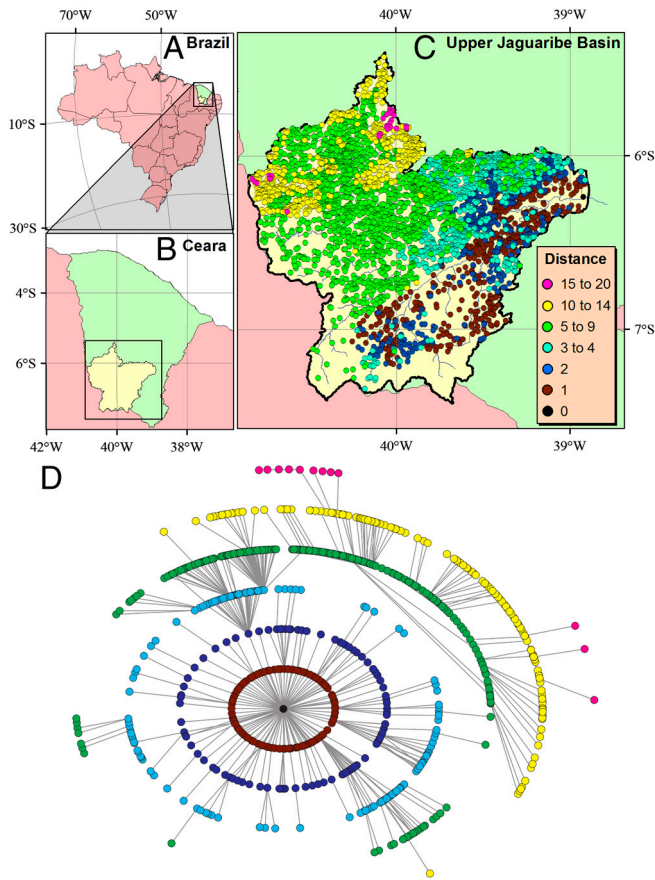 70°W
50°W
A Brazil
10°S
30°S
B Ceara
4°S
6°S
42°W
40°W
38°W
40°W
39°W
C Upper Jaguaribe Basin
6°S
7°S
Distance
15 to 20
10 to 14
5 to 9
3 to 4
2
1
0
40°W
39°W
D